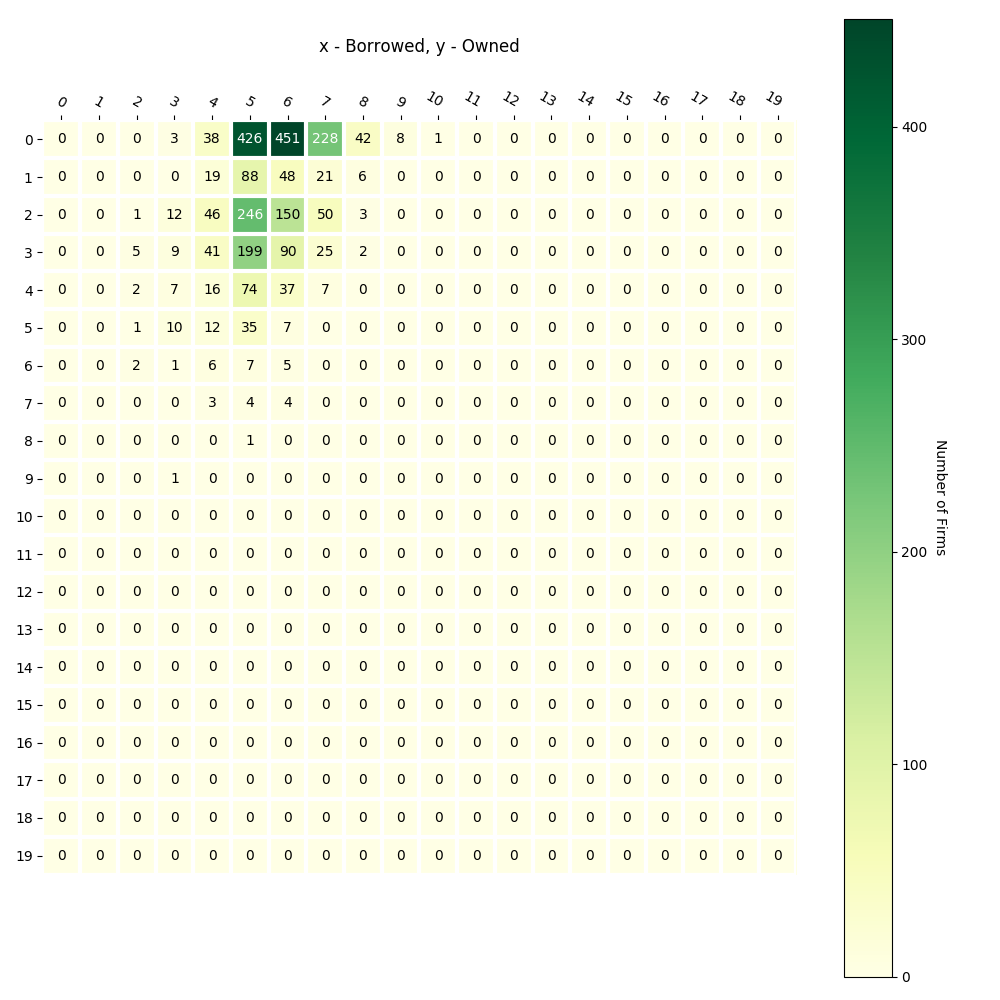 x - Borrowed, y - Owned
0 1 2 3 4 5 6 7 8 9 10 11 12 13 14 15 16 17 18 19
0 0 0 0 3 38 426 451 228 42 8 1 0 0 0 0 0 0 0 0 0
1 0 0 0 0 19 88 48 21 6 0 0 0 0 0 0 0 0 0 0 0
2 0 0 1 12 46 246 150 50 3 0 0 0 0 0 0 0 0 0 0 0
3 0 0 5 9 41 199 90 25 2 0 0 0 0 0 0 0 0 0 0 0
4 0 0 2 7 16 74 37 7 0 0 0 0 0 0 0 0 0 0 0 0
5 0 0 1 10 12 35 7 0 0 0 0 0 0 0 0 0 0 0 0 0
6 0 0 2 1 6 7 5 0 0 0 0 0 0 0 0 0 0 0 0 0
7 0 0 0 0 3 4 4 0 0 0 0 0 0 0 0 0 0 0 0 0
8 0 0 0 0 0 1 0 0 0 0 0 0 0 0 0 0 0 0 0 0
9 0 0 0 1 0 0 0 0 0 0 0 0 0 0 0 0 0 0 0 0
10 0 0 0 0 0 0 0 0 0 0 0 0 0 0 0 0 0 0 0 0
11 0 0 0 0 0 0 0 0 0 0 0 0 0 0 0 0 0 0 0 0
12 0 0 0 0 0 0 0 0 0 0 0 0 0 0 0 0 0 0 0 0
13 0 0 0 0 0 0 0 0 0 0 0 0 0 0 0 0 0 0 0 0
14 0 0 0 0 0 0 0 0 0 0 0 0 0 0 0 0 0 0 0 0
15 0 0 0 0 0 0 0 0 0 0 0 0 0 0 0 0 0 0 0 0
16 0 0 0 0 0 0 0 0 0 0 0 0 0 0 0 0 0 0 0 0
17 0 0 0 0 0 0 0 0 0 0 0 0 0 0 0 0 0 0 0 0
18 0 0 0 0 0 0 0 0 0 0 0 0 0 0 0 0 0 0 0 0
19 0 0 0 0 0 0 0 0 0 0 0 0 0 0 0 0 0 0 0 0
400
300
200
100
0
Number of Firms